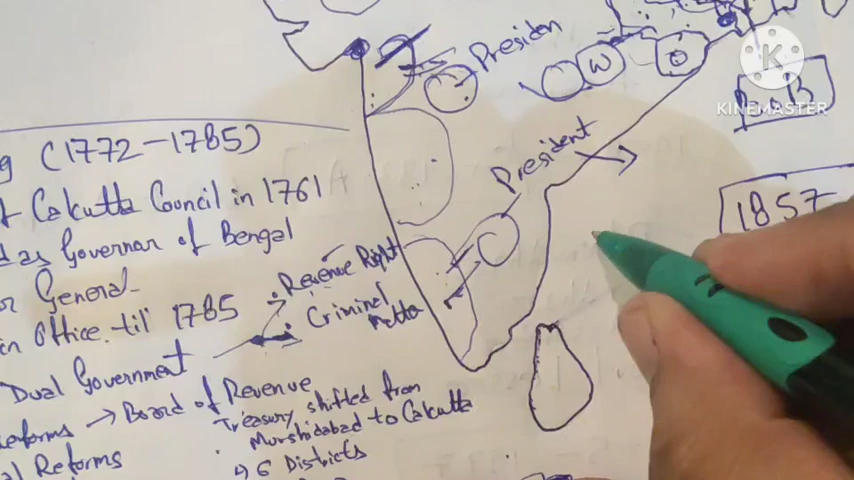 Presiden
W
KINEMASTER
President
1857
g (1772-1785)
f Calcutta Council in 1761
d as Governor of Bengal
or General
in Office till 1785
Revenue Right
Criminal
Matter
Dual Government
Reforms → Board of Revenue
Treasury shifted from
Murshidabad to Calcutta
↳ 6 Districts
al Reforms